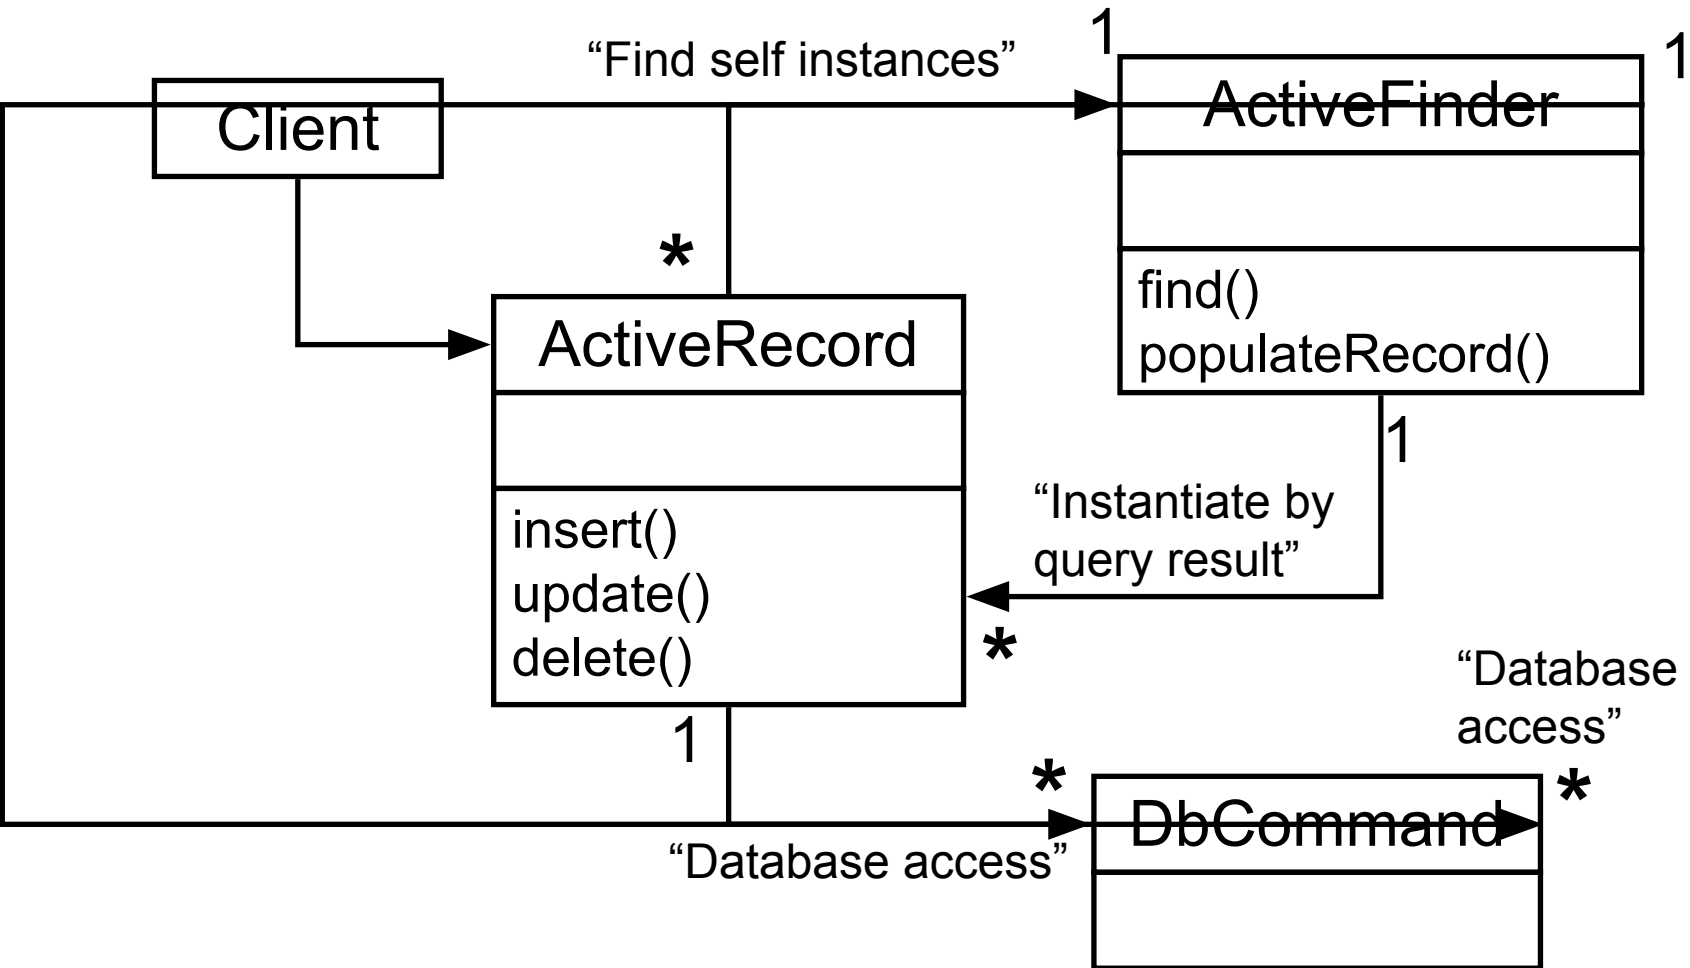 1
1
“Find self instances”
Client
ActiveFinder
*
find()
populateRecord()
ActiveRecord
1
“Instantiate by
query result”
insert()
update()
delete()
*
“Database
access”
1
*
*
DbCommand
“Database access”